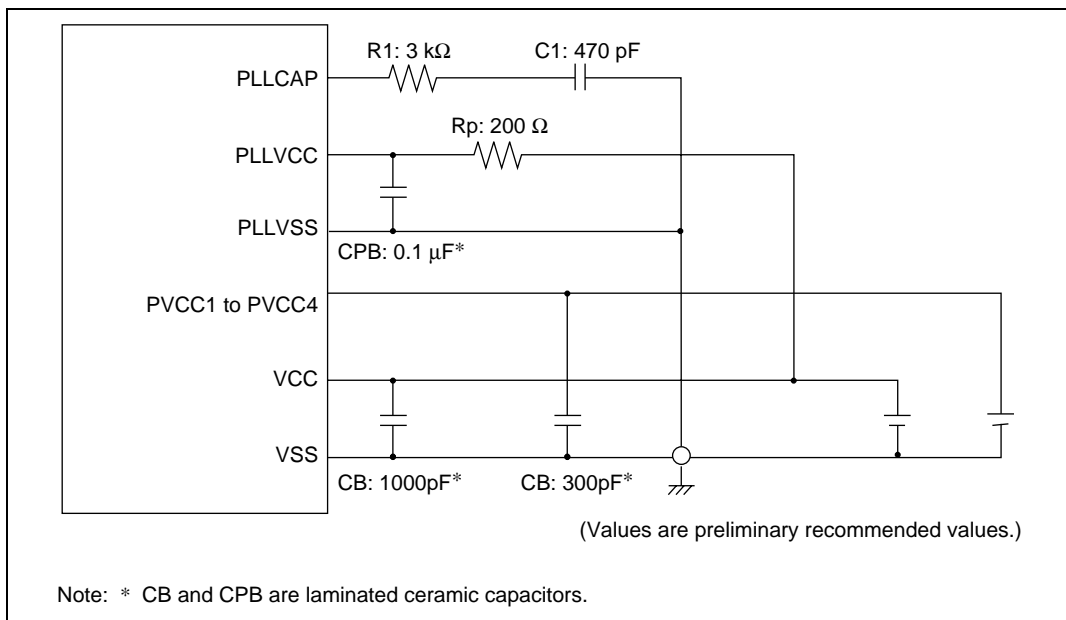 R1: 3 kΩ
C1: 470 pF
PLLCAP
Rp: 200 Ω
PLLVCC
PLLVSS
CPB: 0.1 μF*
PVCC1 to PVCC4
VCC
VSS
CB: 1000pF*
CB: 300pF*
(Values are preliminary recommended values.)
Note: * CB and CPB are laminated ceramic capacitors.